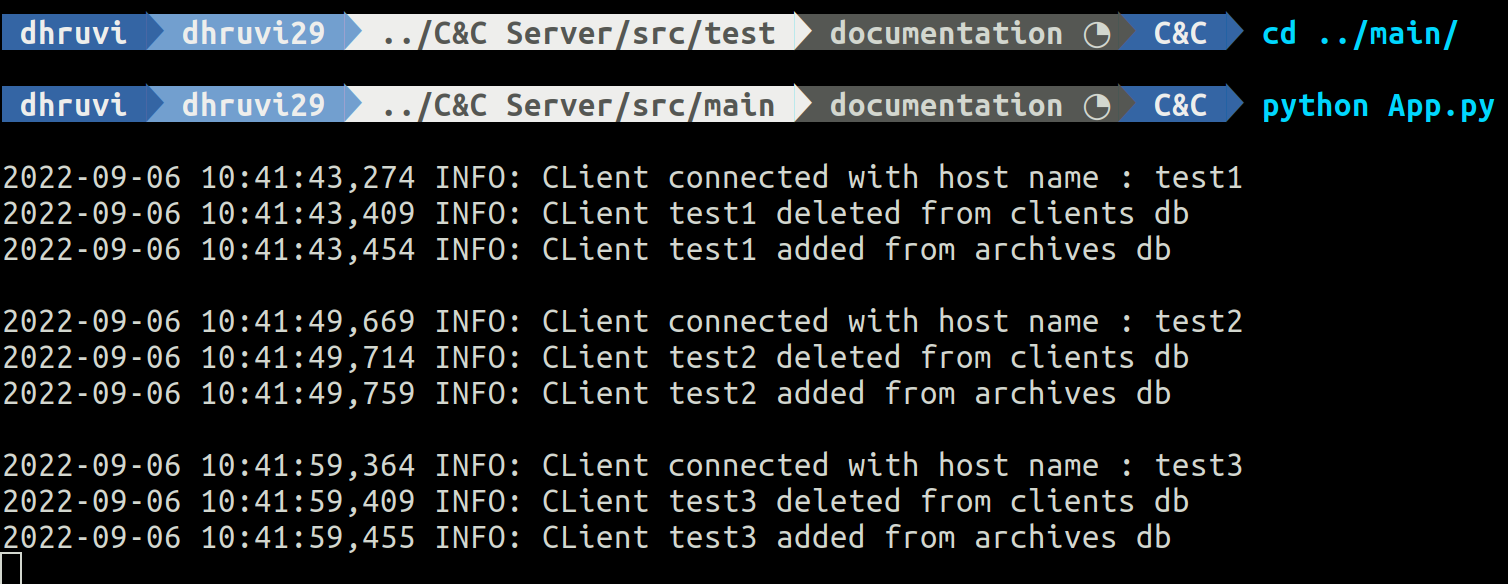 dhruvi dhruvi29 ../C&C Server/src/test documentation ◔ C&C cd ../main/
dhruvi dhruvi29 ../C&C Server/src/main documentation ◔ C&C python App.py
2022-09-06 10:41:43,274 INFO: CLient connected with host name : test1
2022-09-06 10:41:43,409 INFO: CLient test1 deleted from clients db
2022-09-06 10:41:43,454 INFO: CLient test1 added from archives db
2022-09-06 10:41:49,669 INFO: CLient connected with host name : test2
2022-09-06 10:41:49,714 INFO: CLient test2 deleted from clients db
2022-09-06 10:41:49,759 INFO: CLient test2 added from archives db
2022-09-06 10:41:59,364 INFO: CLient connected with host name : test3
2022-09-06 10:41:59,409 INFO: CLient test3 deleted from clients db
2022-09-06 10:41:59,455 INFO: CLient test3 added from archives db